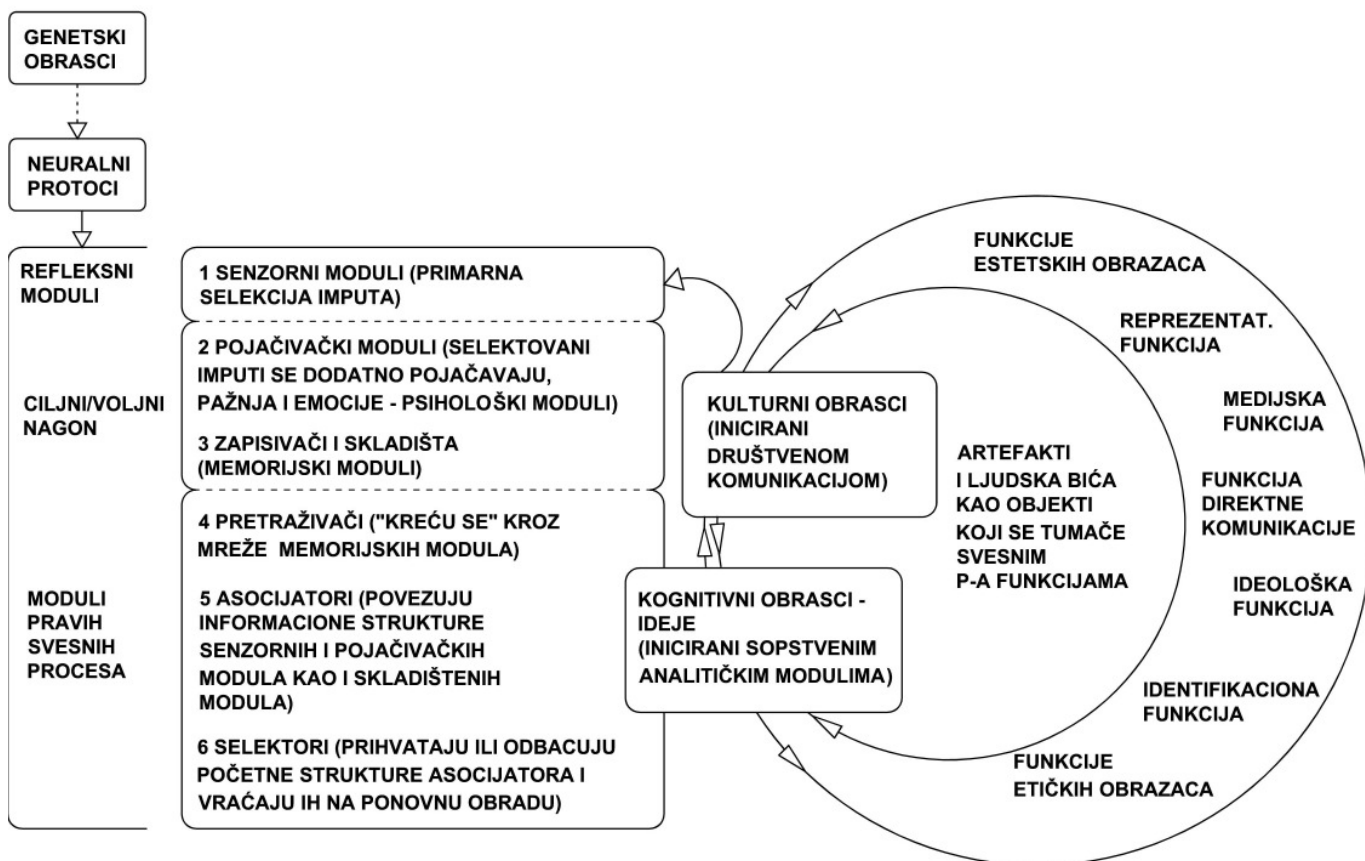 GENETSKI
OBRASCI
NEURALNI
PROTOCI
REFLEKSNI
MODULI
CILJNI/VOLJNI
NAGON
MODULI
PRAVIH
SVESNIH
PROCESA
1 SENZORNI MODULI (PRIMARNA
SELEKCIJA IMPUTA)
2 POJAČIVAČKI MODULI (SELEKTOVANI
IMPUTI SE DODATNO POJAČAVAJU,
PAŽNJA I EMOCIJE - PSIHOLOŠKI MODULI)
3 ZAPISIVAČI I SKLADIŠTA
(MEMORIJSKI MODULI)
4 PRETRAŽIVAČI ("KREĆU SE" KROZ
MREŽE MEMORIJSKIH MODULA)
5 ASOCIJATORI (POVEZUJU
INFORMACIONE STRUKTURE
SENZORNIH I POJAČIVAČKIH
MODULA KAO I SKLADIŠTENIH
MODULA)
6 SELEKTORI (PRIHVATAJU ILI ODBACUJU
POČETNE STRUKTURE ASOCIJATORA I
VRAĆAJU IH NA PONOVNU OBRADU)
KULTURNI OBRASCI
(INICIRANI
DRUŠTVENOM
KOMUNIKACIJOM)
KOGNITIVNI OBRASCI -
IDEJE
(INICIRANI SOPSTVENIM
ANALITIČKIM MODULIMA)
ARTEFAKTI
I LJUDSKA BIĆA
KAO OBJEKTI
KOJI SE TUMAČE
SVESNIM
P-A FUNKCIJAMA
FUNKCIJE
ESTETSKIH OBRAZACA
REPREZENTAT.
FUNKCIJA
MEDIJSKA
FUNKCIJA
FUNKCIJA
DIREKTNE
KOMUNIKACIJE
IDEOLOŠKA
FUNKCIJA
IDENTIFIKACIONA
FUNKCIJA
FUNKCIJE
ETIČKIH OBRAZACA